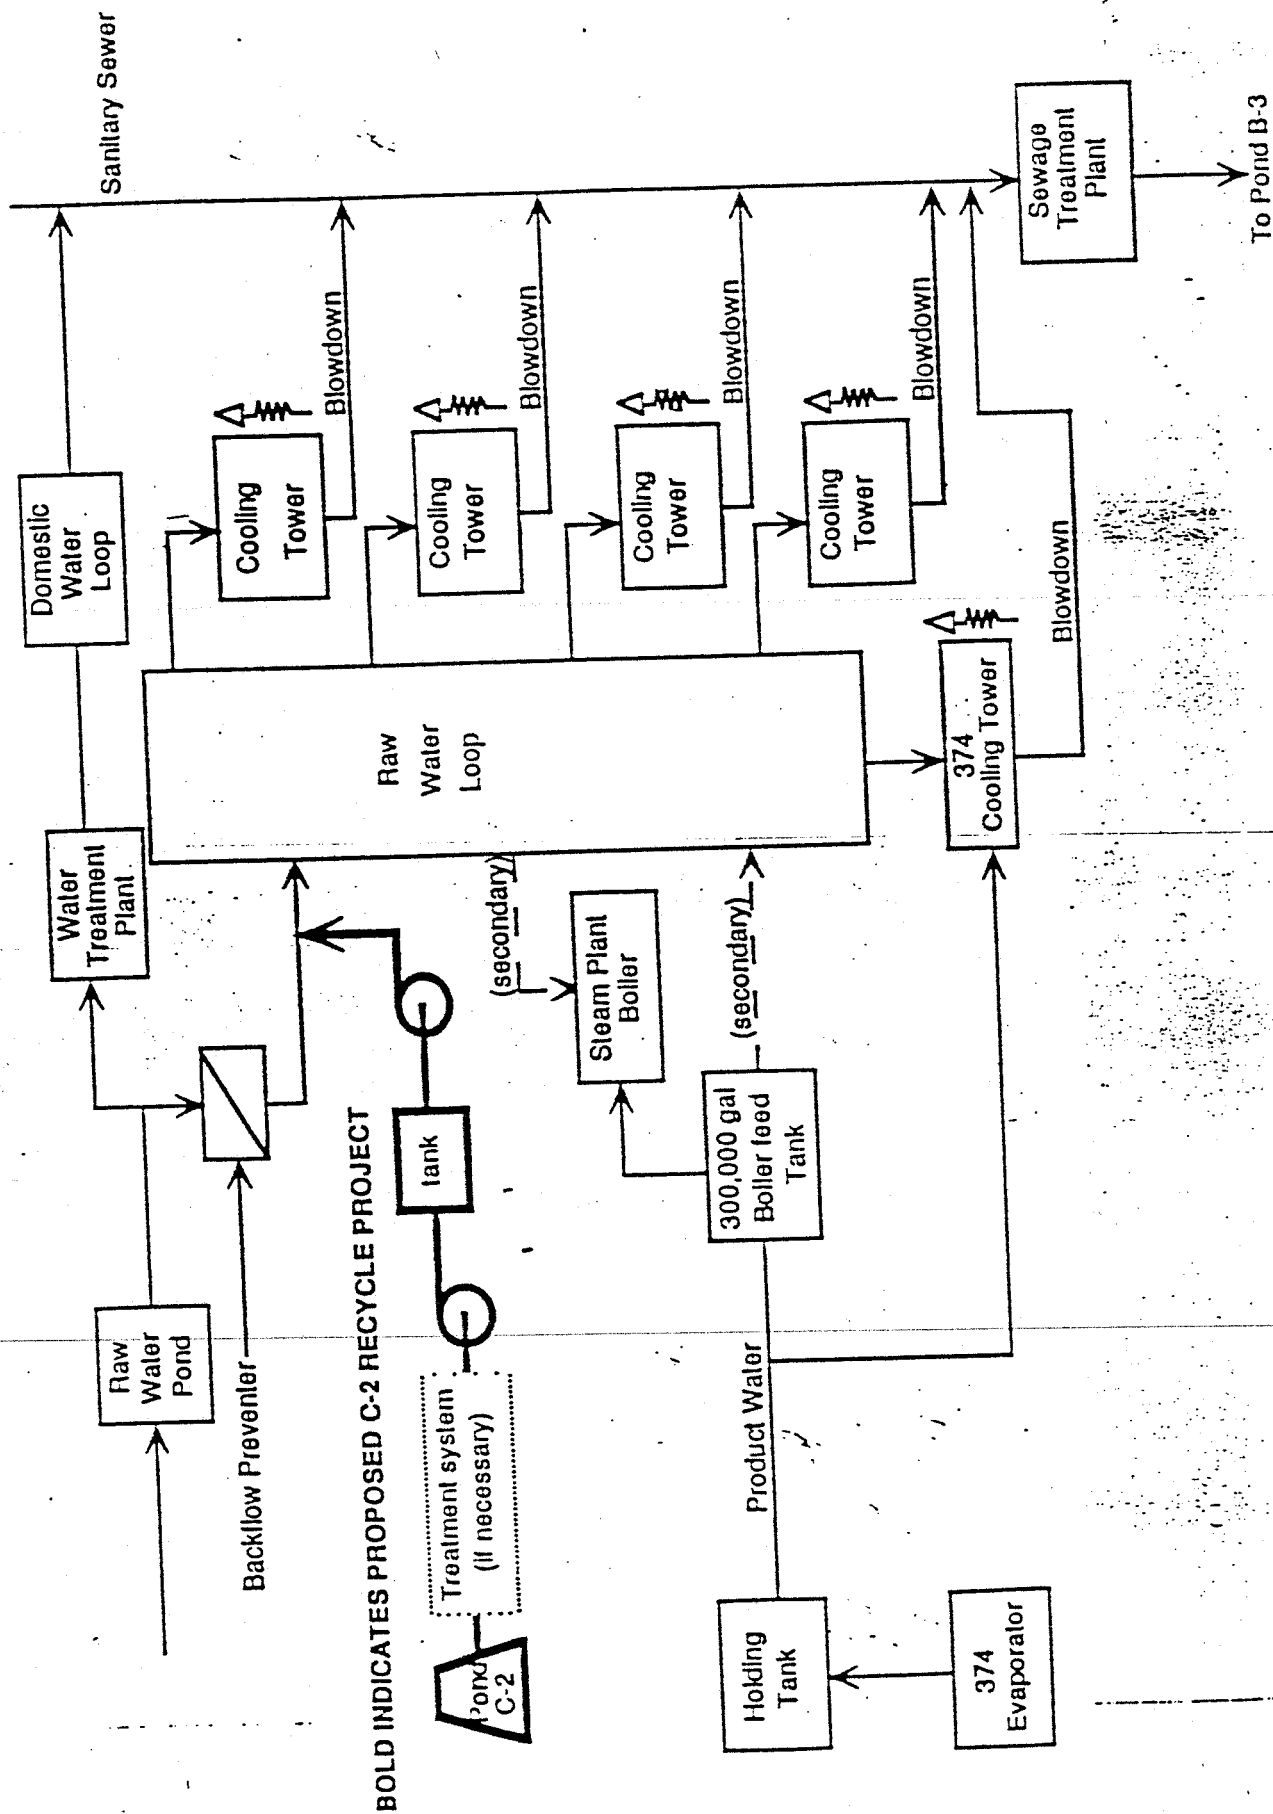 Sanitary Sewer
Domestic
Water
Loop
Water
Treatment
Plant
Raw
Water
Pond
Backflow Preventer
BOLD INDICATES PROPOSED C-2 RECYCLE PROJECT
Pond
C-2
Treatment system
(if necessary)
tank
Raw
Water
Loop
Cooling
Tower
Blowdown
Cooling
Tower
Blowdown
Cooling
Tower
Blowdown
Cooling
Tower
Blowdown
(secondary)
Steam Plant
Boiler
(secondary)
300,000 gal
Boiler feed
Tank
Product Water
Holding
Tank
374
Evaporator
374
Cooling Tower
Blowdown
Sewage
Treatment
Plant
To Pond B-3